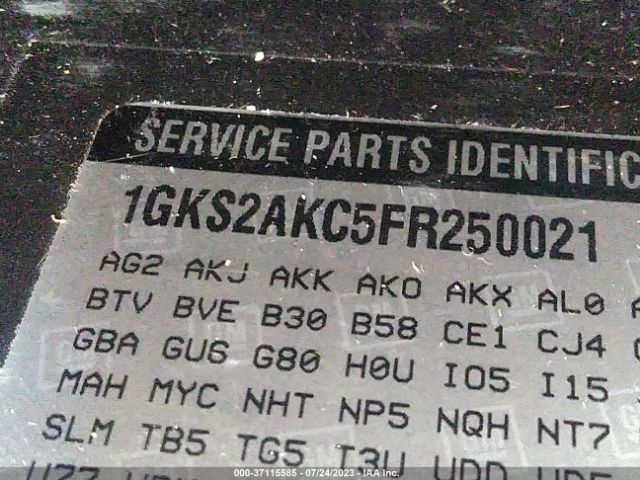 SERVICE PARTS IDENTIFIC
1GKS2AKC5FR250021
AG2 AKJ AKK AKO AKX AL0
BTV BVE B30 B58 CE1 CJ4
GBA GU6 G80 H0U IO5 I15
MAH MYC NHT NP5 NQH NT7
SLM TB5 TG5 T3U UDD
000-37115585 - 07/24/2023 - IAA Inc.